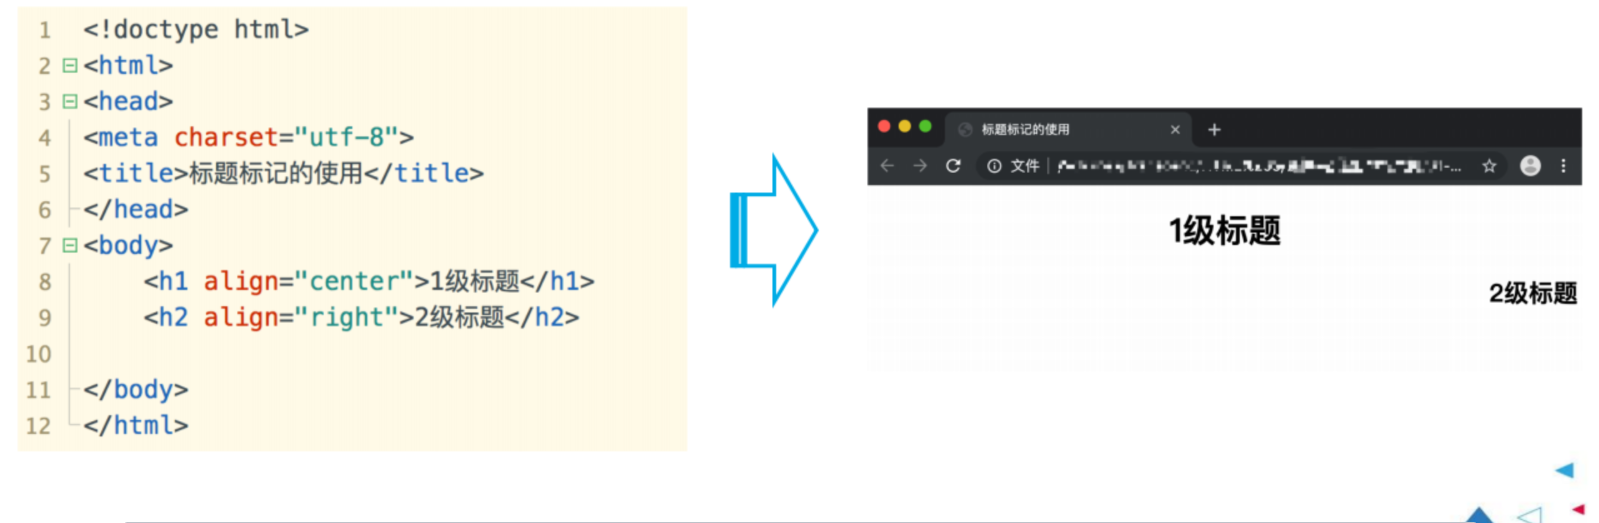 1 <!doctype html>
2 <html>
3 <head>
4 <meta charset="utf-8">
5 <title>标题标记的使用</title>
6 </head>
7 <body>
8 <h1 align="center">1级标题</h1>
9 <h2 align="right">2级标题</h2>
10
11 </body>
12 </html>
标题标记的使用
文件
1级标题
2级标题